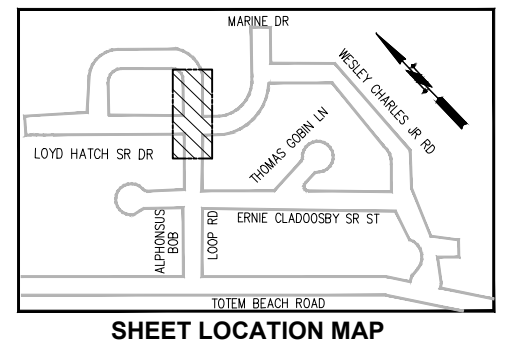 MARINE DR
WESLEY CHARLES JR RD
THOMAS GOBIN LN
LOYD HATCH SR DR
ERNIE CLADOOSBY SR ST
ALPHONSUS
BOB
LOOP RD
TOTEM BEACH ROAD
SHEET LOCATION MAP